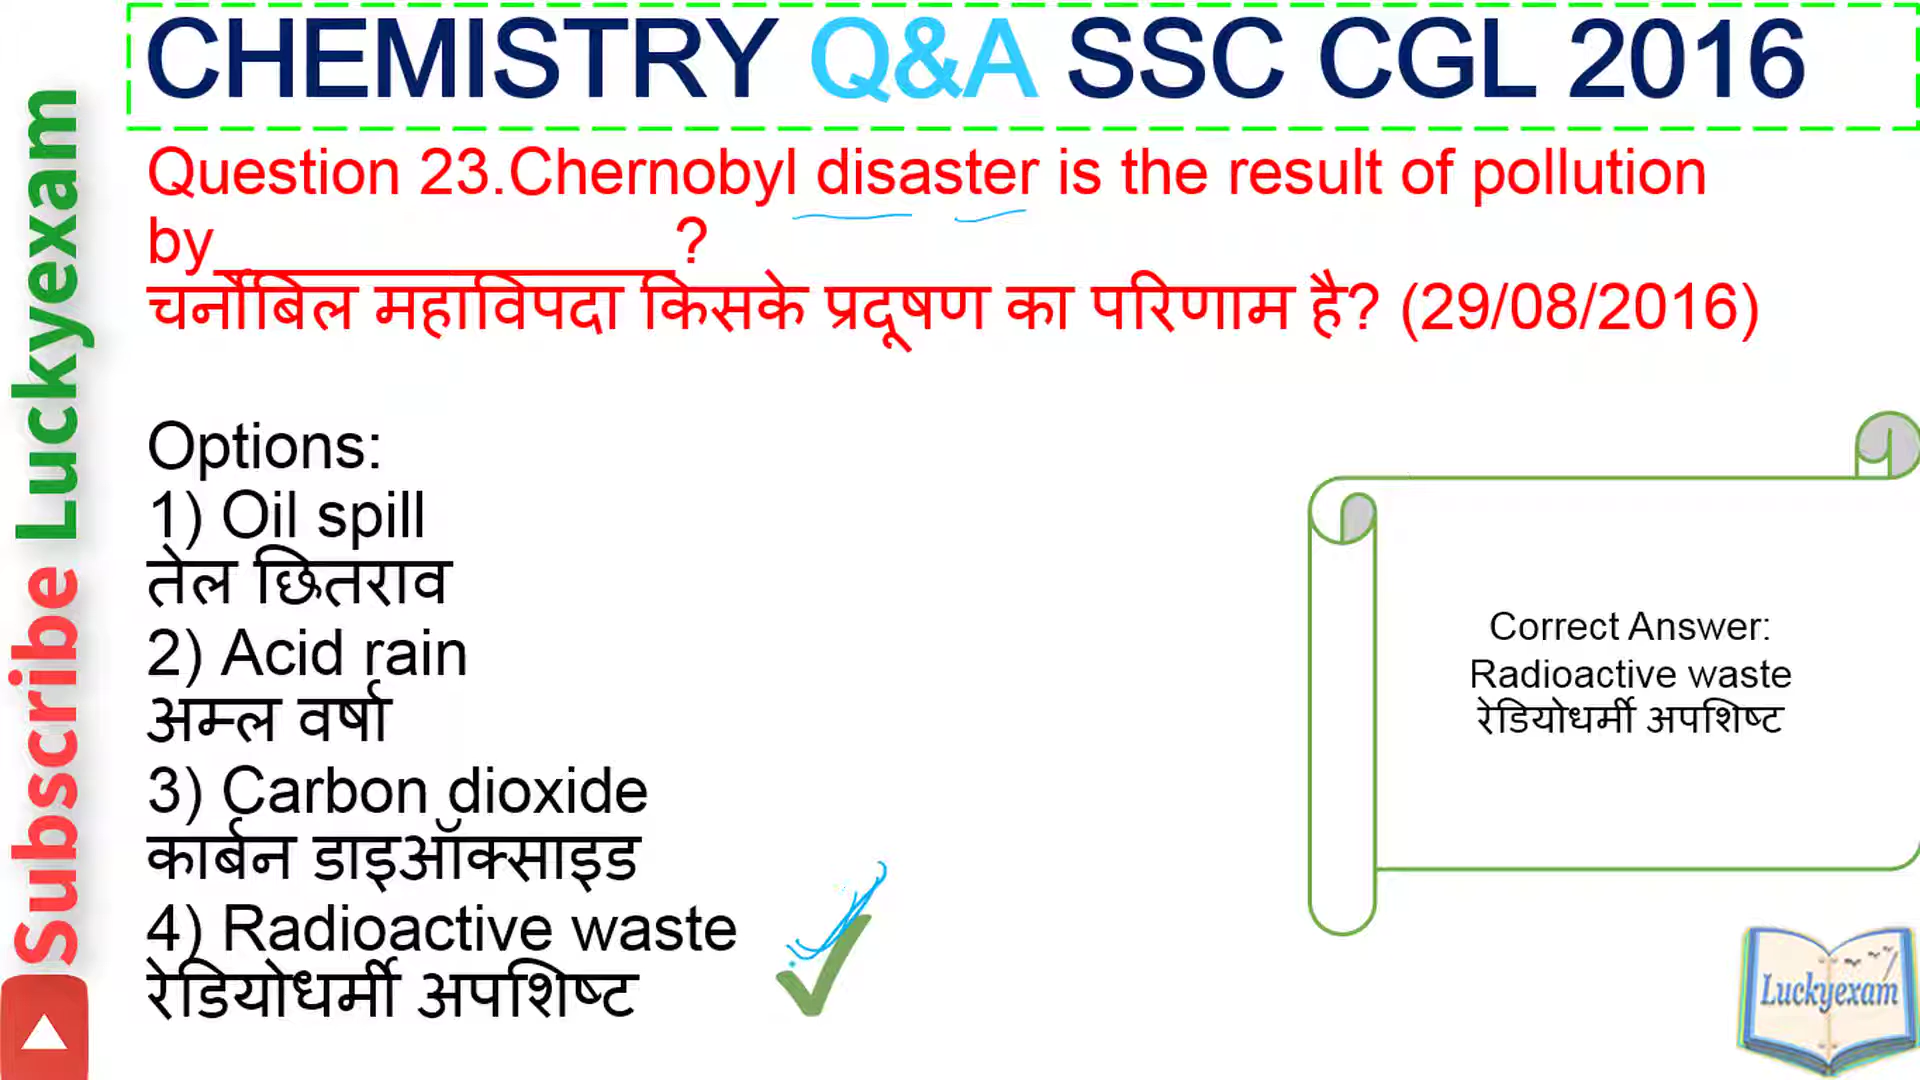 CHEMISTRY Q&A SSC CGL 2016
Question 23.Chernobyl disaster is the result of pollution
by______________?
चर्नोबिल महाविपदा किसके प्रदूषण का परिणाम है? (29/08/2016)
Options:
1) Oil spill
तेल छितराव
2) Acid rain
अम्ल वर्षा
3) Carbon dioxide
कार्बन डाइऑक्साइड
4) Radioactive waste
रेडियोधर्मी अपशिष्ट
Correct Answer:
Radioactive waste
रेडियोधर्मी अपशिष्ट
Subscribe Luckyexam
Luckyexam